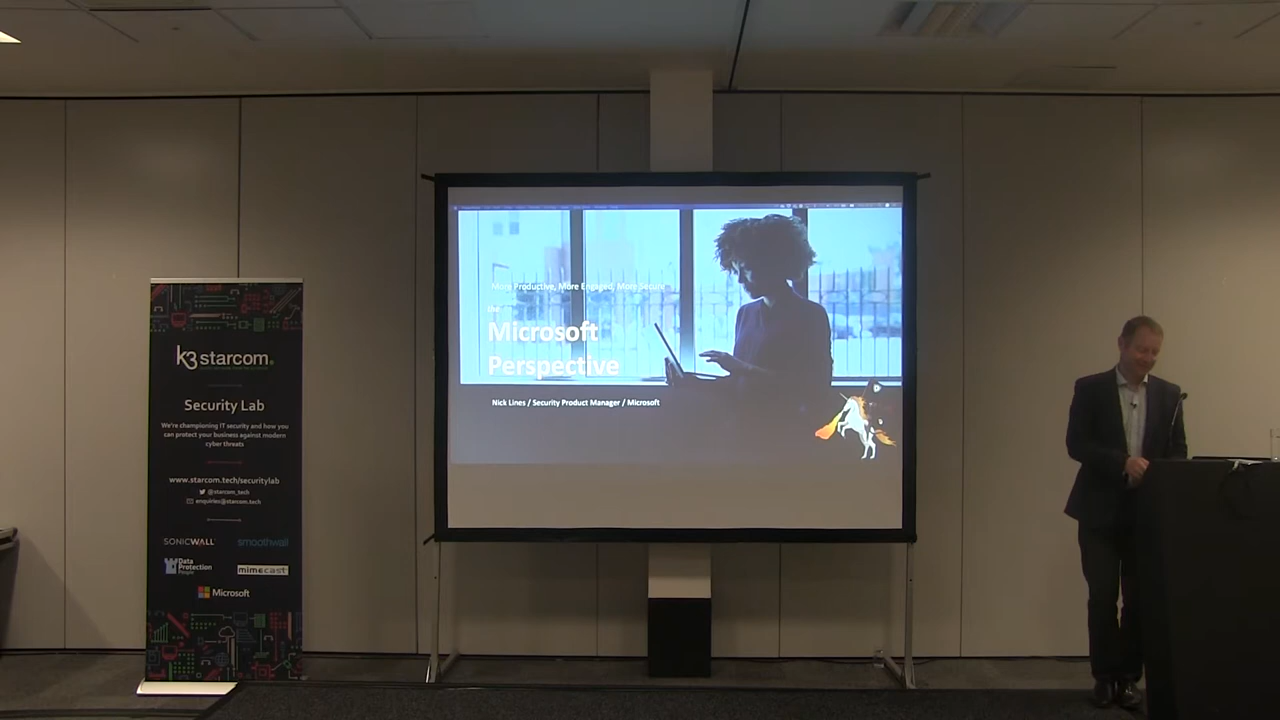 k3 starcom
Security Lab
We're championing IT security and how you
can protect your business against modern
cyber threats
www.starcom.tech/securitylab
@starcom_tech
enquiries@starcom.tech
SONICWALL
smoothwall
Data
Protection
People
mimecast
Microsoft
More Productive, More Engaged, More Secure
the
Microsoft
Perspective
Nick Lines / Security Product Manager / Microsoft